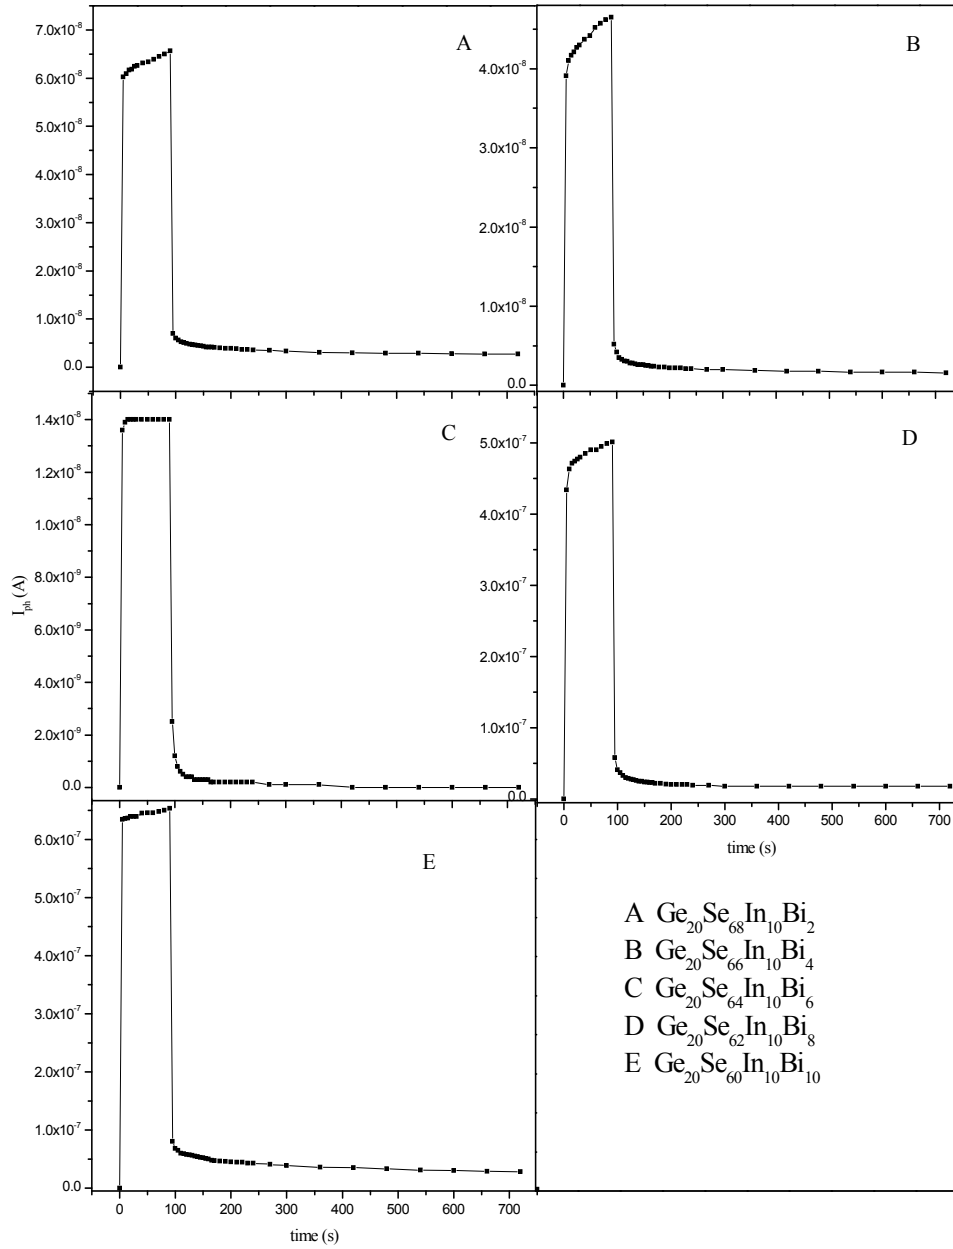 A
7.0x10⁻⁸
6.0x10⁻⁸
5.0x10⁻⁸
4.0x10⁻⁸
3.0x10⁻⁸
2.0x10⁻⁸
1.0x10⁻⁸
0.0
B
4.0x10⁻⁸
3.0x10⁻⁸
2.0x10⁻⁸
1.0x10⁻⁸
0.0
C
1.4x10⁻⁸
1.2x10⁻⁸
1.0x10⁻⁸
8.0x10⁻⁹
6.0x10⁻⁹
4.0x10⁻⁹
2.0x10⁻⁹
0.0
I_ph (A)
D
5.0x10⁻⁷
4.0x10⁻⁷
3.0x10⁻⁷
2.0x10⁻⁷
1.0x10⁻⁷
0.0
0 100 200 300 400 500 600 700
time (s)
E
6.0x10⁻⁷
5.0x10⁻⁷
4.0x10⁻⁷
3.0x10⁻⁷
2.0x10⁻⁷
1.0x10⁻⁷
0.0
0 100 200 300 400 500 600 700
time (s)
A Ge₂₀Se₆₈In₁₀Bi₂
B Ge₂₀Se₆₆In₁₀Bi₄
C Ge₂₀Se₆₄In₁₀Bi₆
D Ge₂₀Se₆₂In₁₀Bi₈
E Ge₂₀Se₆₀In₁₀Bi₁₀